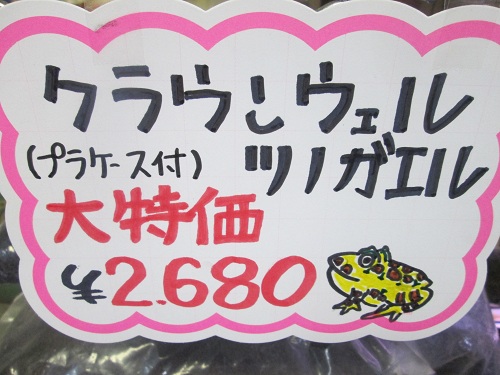 クラウンウェル
(プラケース付) ツノガエル
大特価
¥2.680